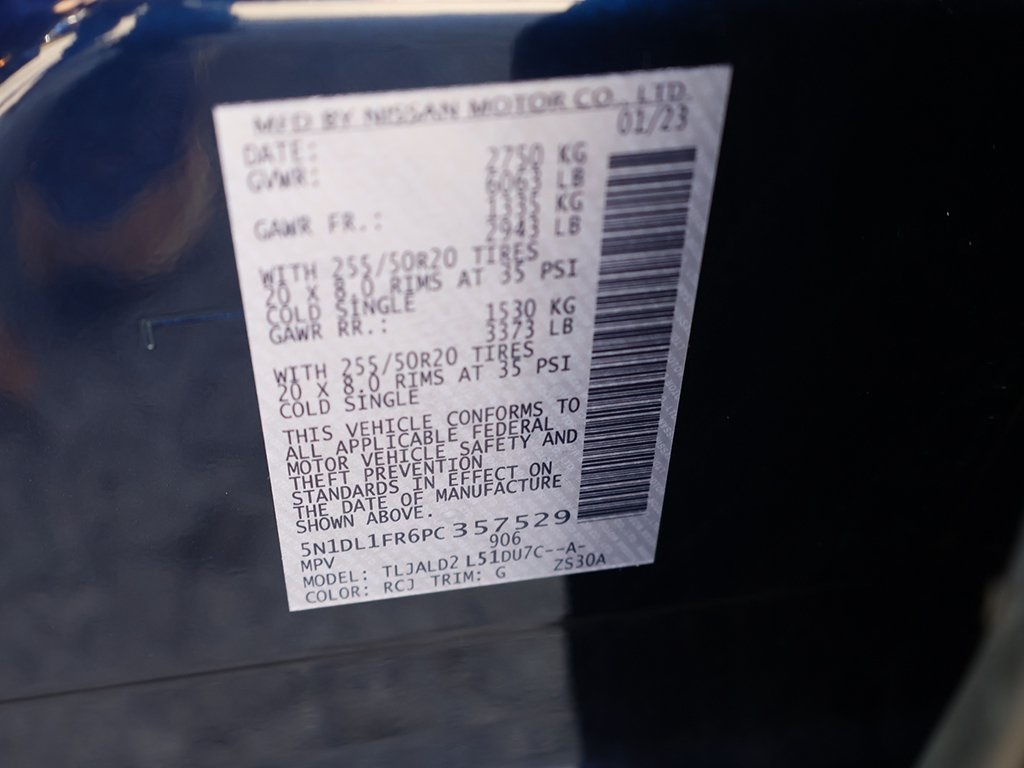 MFD BY NISSAN MOTOR CO., LTD.
DATE: 01/23
GVWR: 2750 KG
6063 LB
GAWR FR.: 1335 KG
2943 LB
WITH 255/50R20 TIRES
20 X 8.0 RIMS AT 35 PSI
COLD SINGLE
GAWR RR.: 1530 KG
3373 LB
WITH 255/50R20 TIRES
20 X 8.0 RIMS AT 35 PSI
COLD SINGLE
THIS VEHICLE CONFORMS TO
ALL APPLICABLE FEDERAL
MOTOR VEHICLE SAFETY AND
THEFT PREVENTION
STANDARDS IN EFFECT ON
THE DATE OF MANUFACTURE
SHOWN ABOVE.
5N1DL1FR6PC357529
MPV 906
MODEL: TLJALD2 L51DU7C--A-
COLOR: RCJ TRIM: G ZS30A